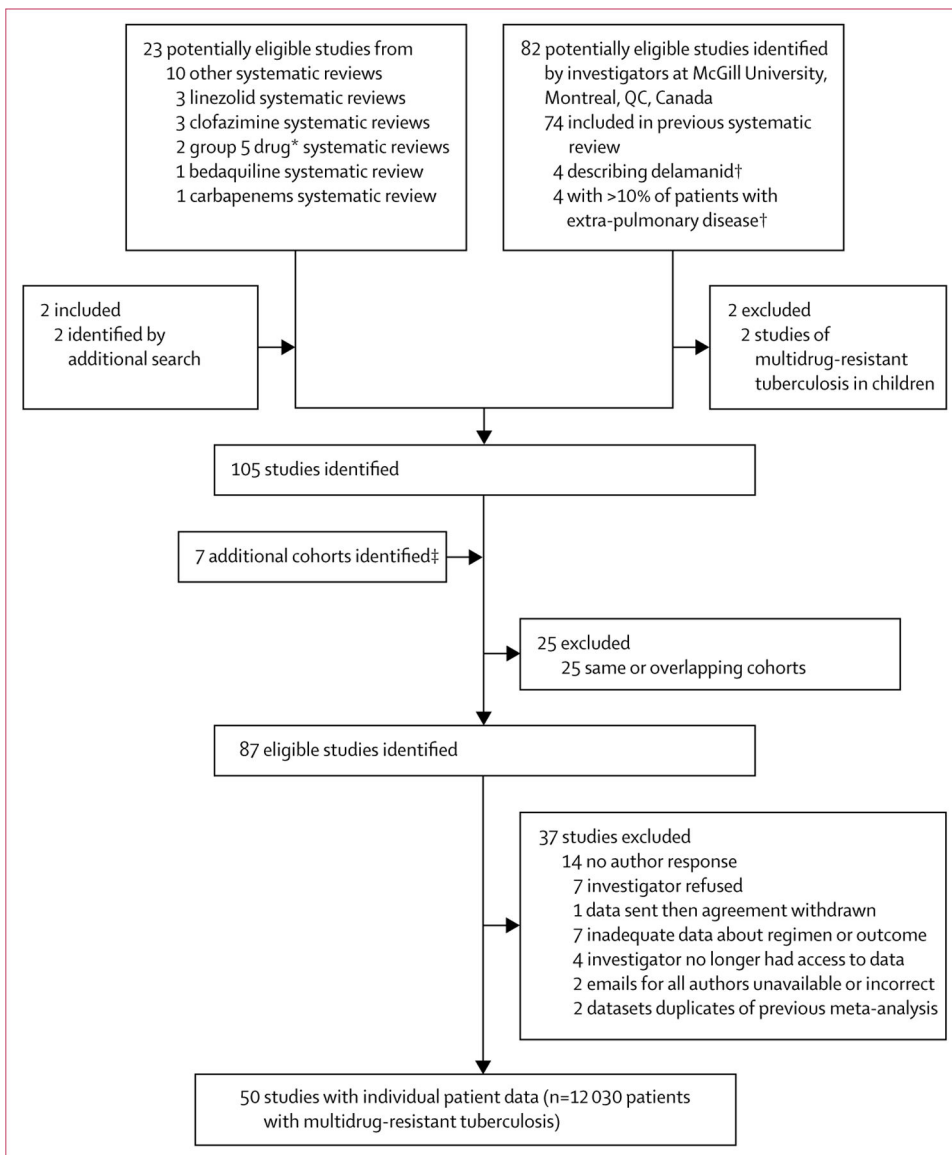 23 potentially eligible studies from
10 other systematic reviews
3 linezolid systematic reviews
3 clofazimine systematic reviews
2 group 5 drug* systematic reviews
1 bedaquiline systematic review
1 carbapenems systematic review
82 potentially eligible studies identified
by investigators at McGill University,
Montreal, QC, Canada
74 included in previous systematic
review
4 describing delamanid†
4 with >10% of patients with
extra-pulmonary disease†
2 included
2 identified by
additional search
2 excluded
2 studies of
multidrug-resistant
tuberculosis in children
105 studies identified
7 additional cohorts identified‡
25 excluded
25 same or overlapping cohorts
87 eligible studies identified
37 studies excluded
14 no author response
7 investigator refused
1 data sent then agreement withdrawn
7 inadequate data about regimen or outcome
4 investigator no longer had access to data
2 emails for all authors unavailable or incorrect
2 datasets duplicates of previous meta-analysis
50 studies with individual patient data (n=12 030 patients
with multidrug-resistant tuberculosis)